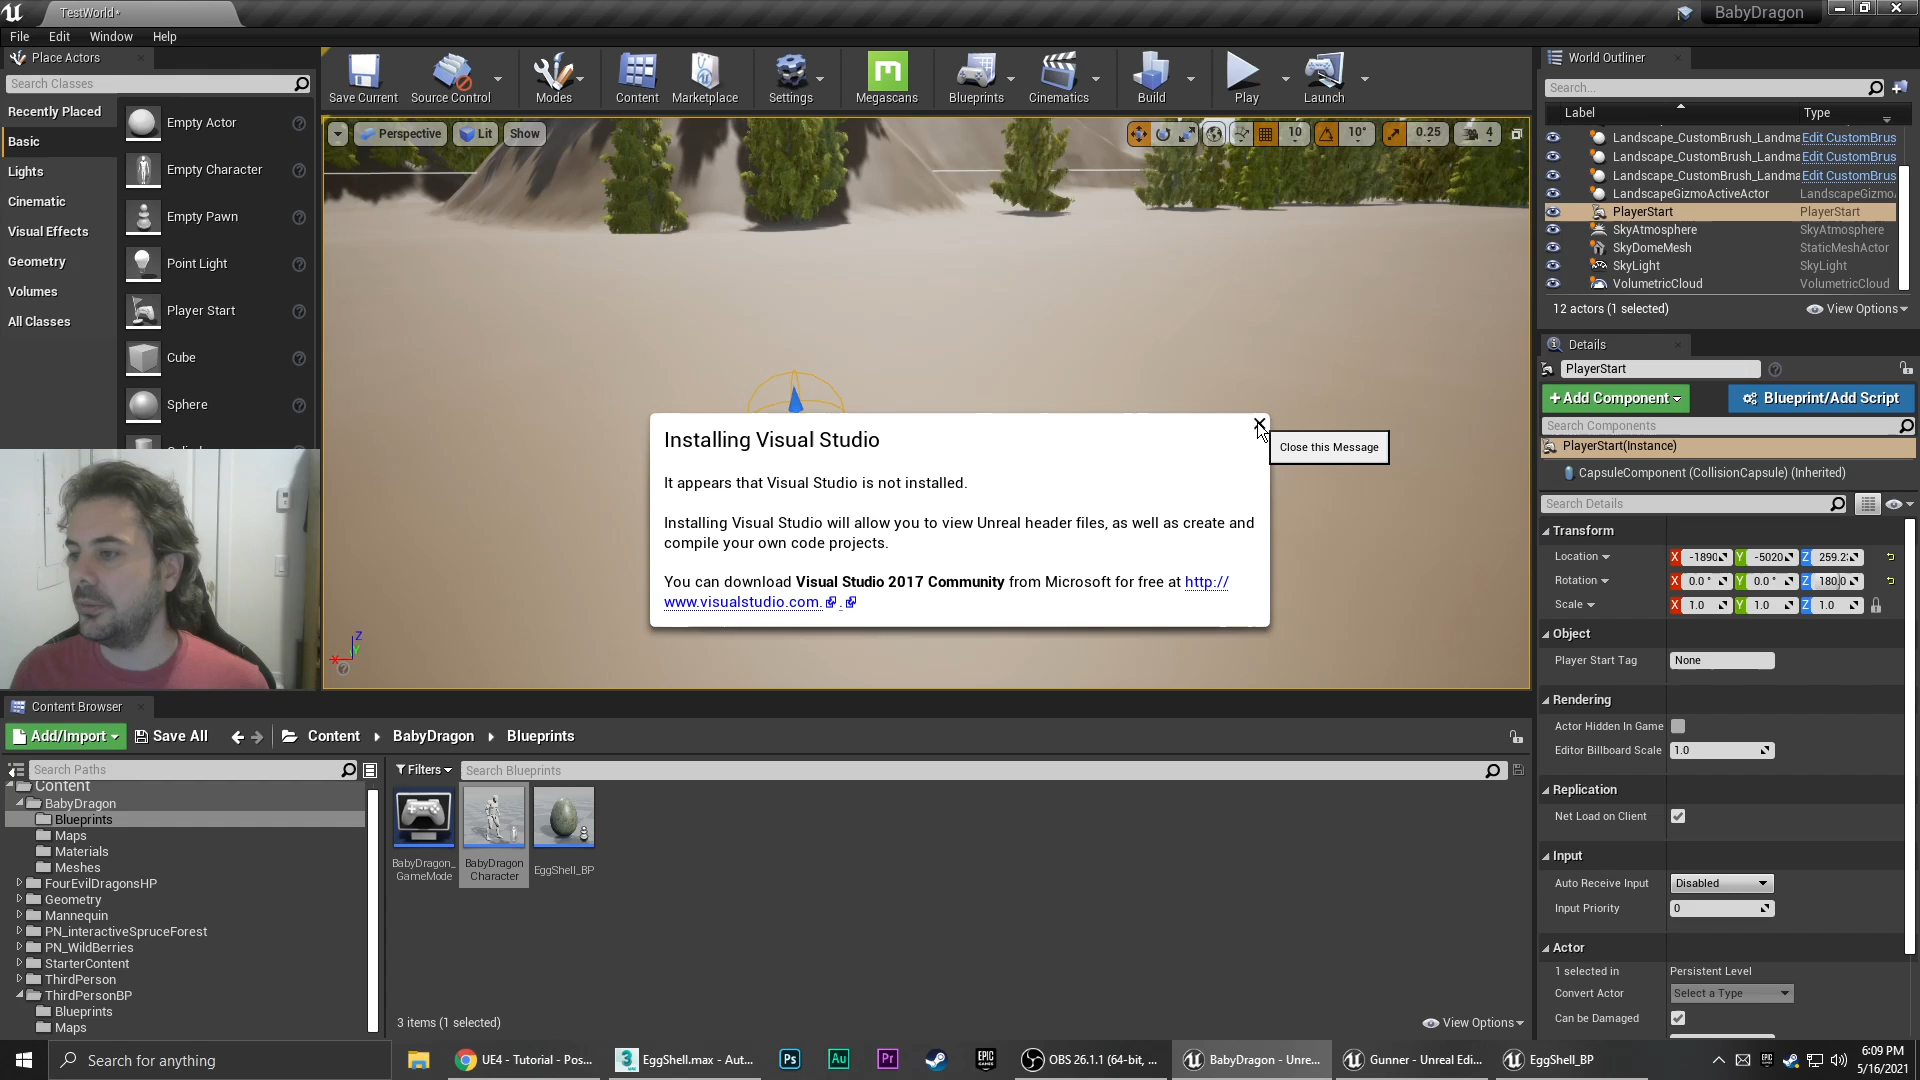 TestWorld*
BabyDragon
File Edit Window Help
Place Actors
Search Classes
Recently Placed
Basic
Lights
Cinematic
Visual Effects
Geometry
Volumes
All Classes
Empty Actor
Empty Character
Empty Pawn
Point Light
Player Start
Cube
Sphere
Save Current
Source Control
Modes
Content
Marketplace
Settings
Megascans
Blueprints
Cinematics
Build
Play
Launch
Perspective
Lit
Show
10
10°
0.25
4
Installing Visual Studio
Close this Message
It appears that Visual Studio is not installed.
Installing Visual Studio will allow you to view Unreal header files, as well as create and
compile your own code projects.
You can download Visual Studio 2017 Community from Microsoft for free at http://
www.visualstudio.com. .
World Outliner
Search...
Label Type
Landscape_CustomBrush_Landma Edit CustomBrus
Landscape_CustomBrush_Landma Edit CustomBrus
Landscape_CustomBrush_Landma Edit CustomBrus
LandscapeGizmoActiveActor LandscapeGizmo
PlayerStart PlayerStart
SkyAtmosphere SkyAtmosphere
SkyDomeMesh StaticMeshActor
SkyLight SkyLight
VolumetricCloud VolumetricCloud
12 actors (1 selected) View Options
Details
PlayerStart
+Add Component Blueprint/Add Script
Search Components
PlayerStart(Instance)
CapsuleComponent (CollisionCapsule) (Inherited)
Search Details
Transform
Location X -1890 Y -5020 Z 259.2
Rotation X 0.0 ° Y 0.0 ° Z 180.0
Scale X 1.0 Y 1.0 Z 1.0
Object
Player Start Tag None
Rendering
Actor Hidden In Game
Editor Billboard Scale 1.0
Replication
Net Load on Client
Input
Auto Receive Input Disabled
Input Priority 0
Actor
1 selected in Persistent Level
Convert Actor Select a Type
Can be Damaged
Content Browser
Add/Import Save All Content BabyDragon Blueprints
Search Paths
Filters Search Blueprints
Content
BabyDragon
Blueprints
Maps
Materials
Meshes
FourEvilDragonsHP
Geometry
Mannequin
PN_interactiveSpruceForest
PN_WildBerries
StarterContent
ThirdPerson
ThirdPersonBP
Blueprints
Maps
BabyDragon_
GameMode
BabyDragon
Character
EggShell_BP
3 items (1 selected) View Options
Search for anything
UE4 - Tutorial - Pos...
EggShell.max - Aut...
OBS 26.1.1 (64-bit, ...
BabyDragon - Unre...
Gunner - Unreal Edi...
EggShell_BP
6:09 PM
5/16/2021